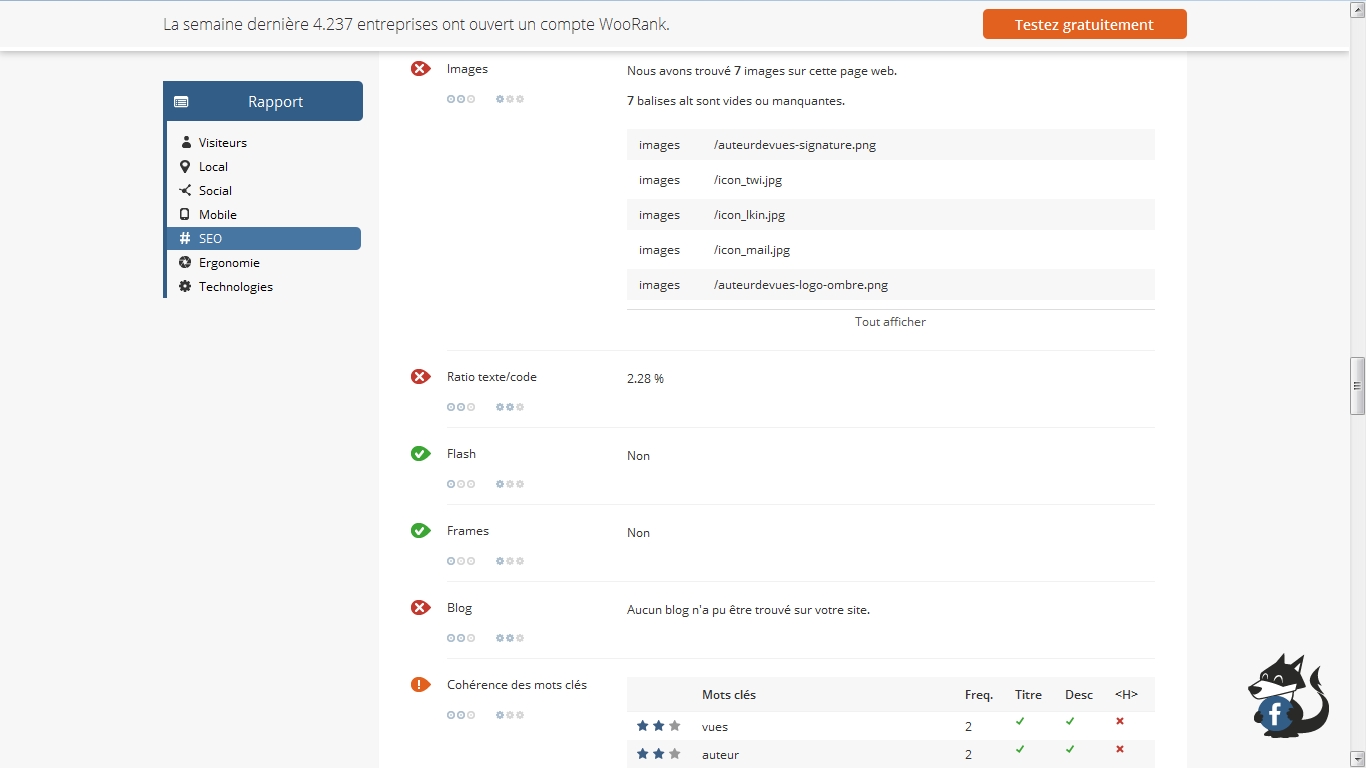 La semaine dernière 4.237 entreprises ont ouvert un compte WooRank.
Testez gratuitement
Rapport
Visiteurs
Local
Social
Mobile
# SEO
Ergonomie
Technologies
Images
Nous avons trouvé 7 images sur cette page web.
7 balises alt sont vides ou manquantes.
images /auteurdevues-signature.png
images /icon_twi.jpg
images /icon_lkin.jpg
images /icon_mail.jpg
images /auteurdevues-logo-ombre.png
Tout afficher
Ratio texte/code
2.28 %
Flash
Non
Frames
Non
Blog
Aucun blog n'a pu être trouvé sur votre site.
Cohérence des mots clés
Mots clés Freq. Titre Desc <H>
vues 2
auteur 2
f